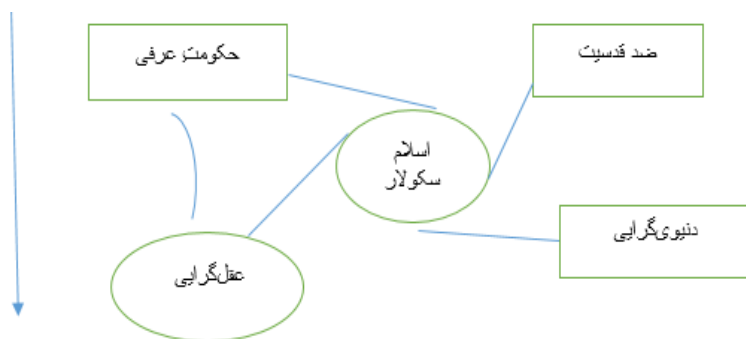 ضد قدسیت
حکومت عرفی
اسلام
سکولار
دنیوی‌گرایی
عقل‌گرایی